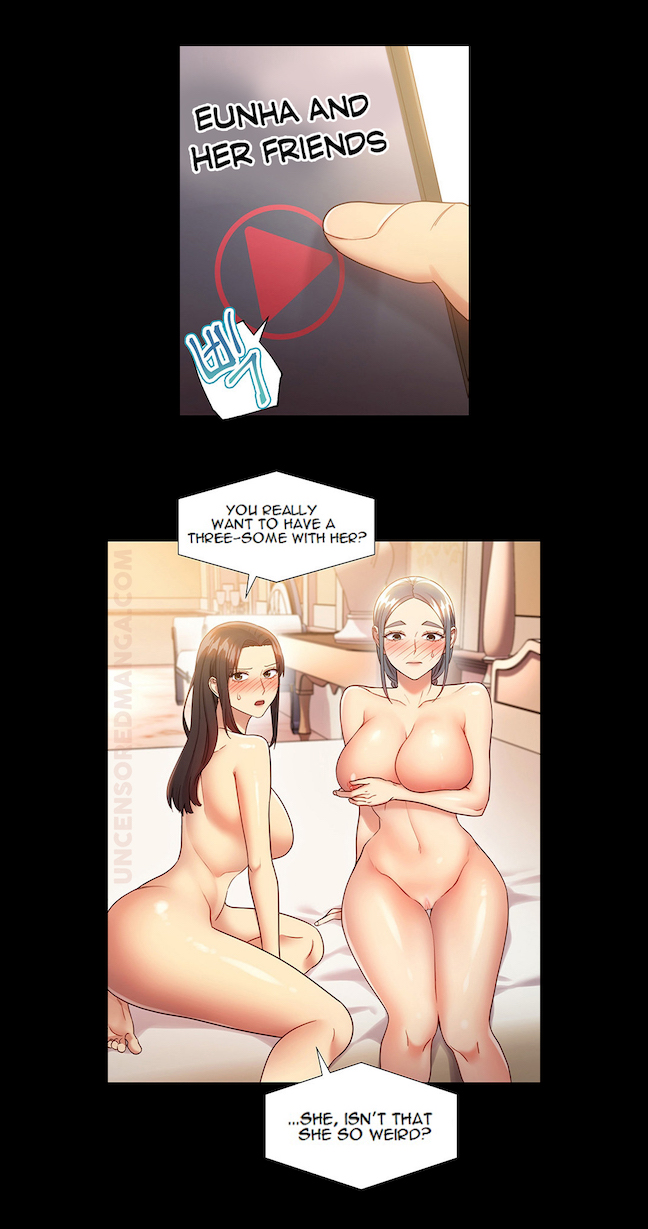 EUNHA AND
HER FRIENDS
삑
YOU REALLY
WANT TO HAVE A
THREE-SOME WITH HER?
UNCENSOREDMANGA.COM
...SHE, ISN'T THAT
SHE SO WEIRD?